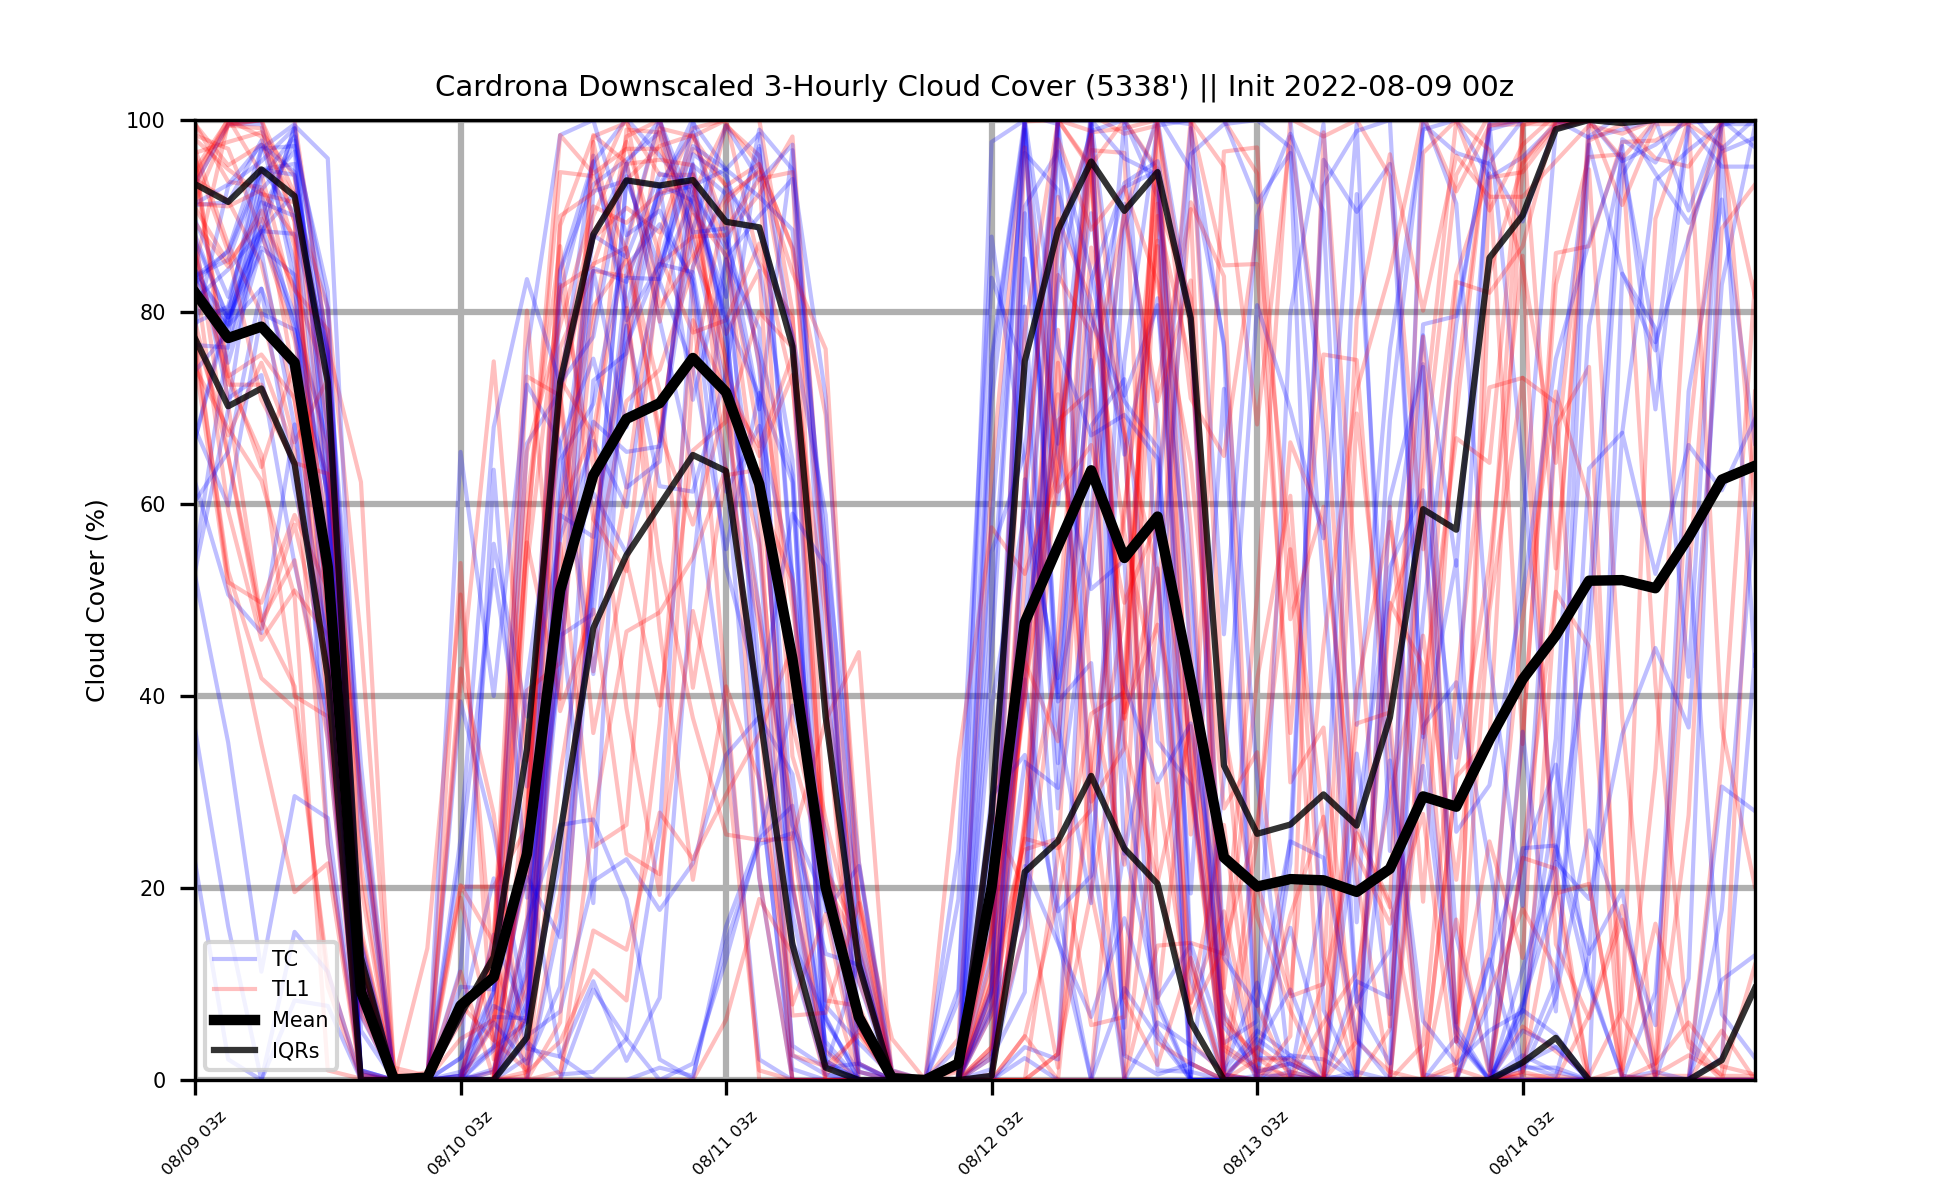 Cardrona Downscaled 3-Hourly Cloud Cover (5338') || Init 2022-08-09 00z
Cloud Cover (%)
100
80
60
40
20
0
TC
TL1
Mean
IQRs
08/09 03z
08/10 03z
08/11 03z
08/12 03z
08/13 03z
08/14 03z